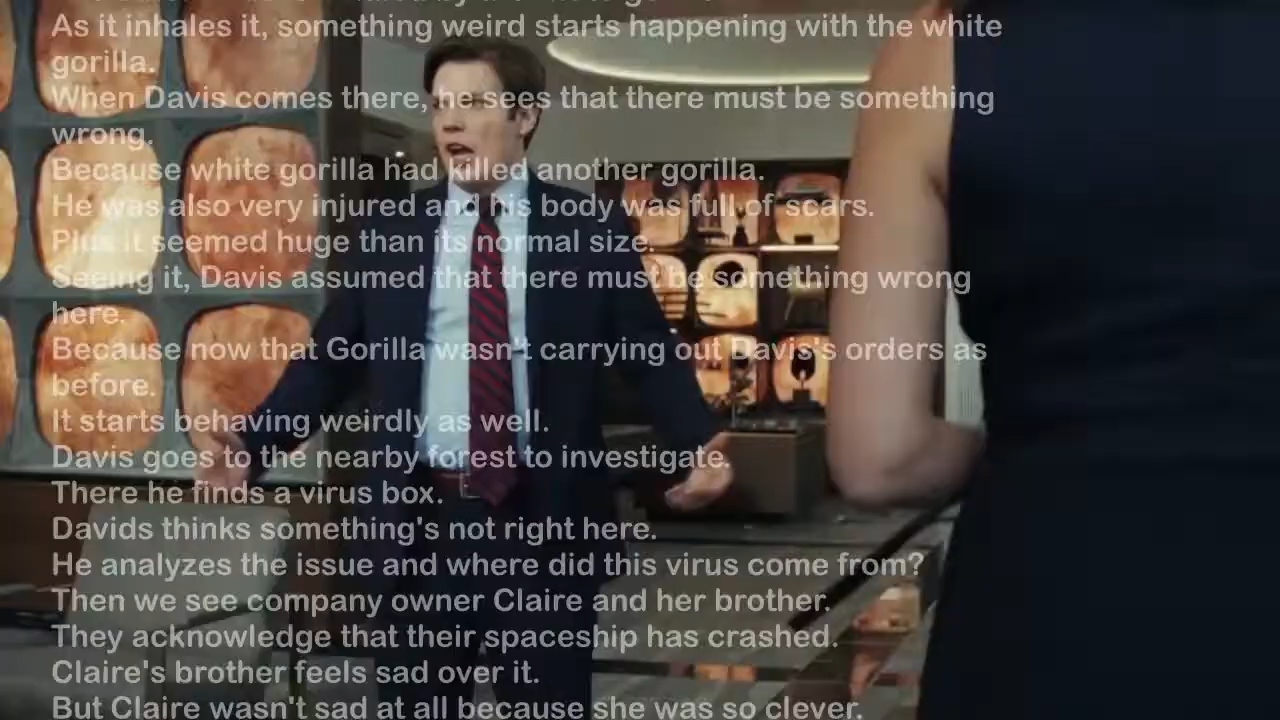 As it inhales it, something weird starts happening with the white
gorilla.
When Davis comes there, he sees that there must be something
wrong.
Because white gorilla had killed another gorilla.
He was also very injured and his body was full of scars.
Plus it seemed huge than its normal size.
Seeing it, Davis assumed that there must be something wrong
here.
Because now that Gorilla wasn't carrying out Davis's orders as
before.
It starts behaving weirdly as well.
Davis goes to the nearby forest to investigate.
There he finds a virus box.
Davids thinks something's not right here.
He analyzes the issue and where did this virus come from?
Then we see company owner Claire and her brother.
They acknowledge that their spaceship has crashed.
Claire's brother feels sad over it.
But Claire wasn't sad at all because she was so clever.